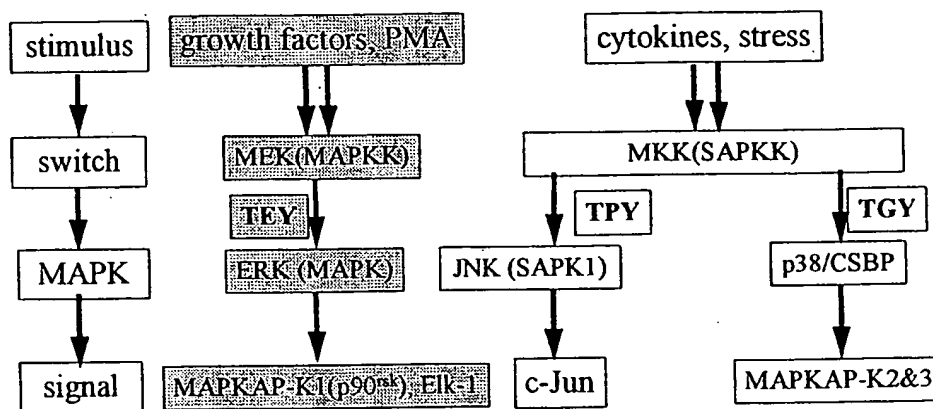 stimulus
growth factors, PMA
cytokines, stress
switch
MEK(MAPKK)
MKK(SAPKK)
TEY
TPY
TGY
MAPK
ERK (MAPK)
JNK (SAPK1)
p38/CSBP
signal
MAPKAP-K1(p90rsk), Elk-1
c-Jun
MAPKAP-K2&3